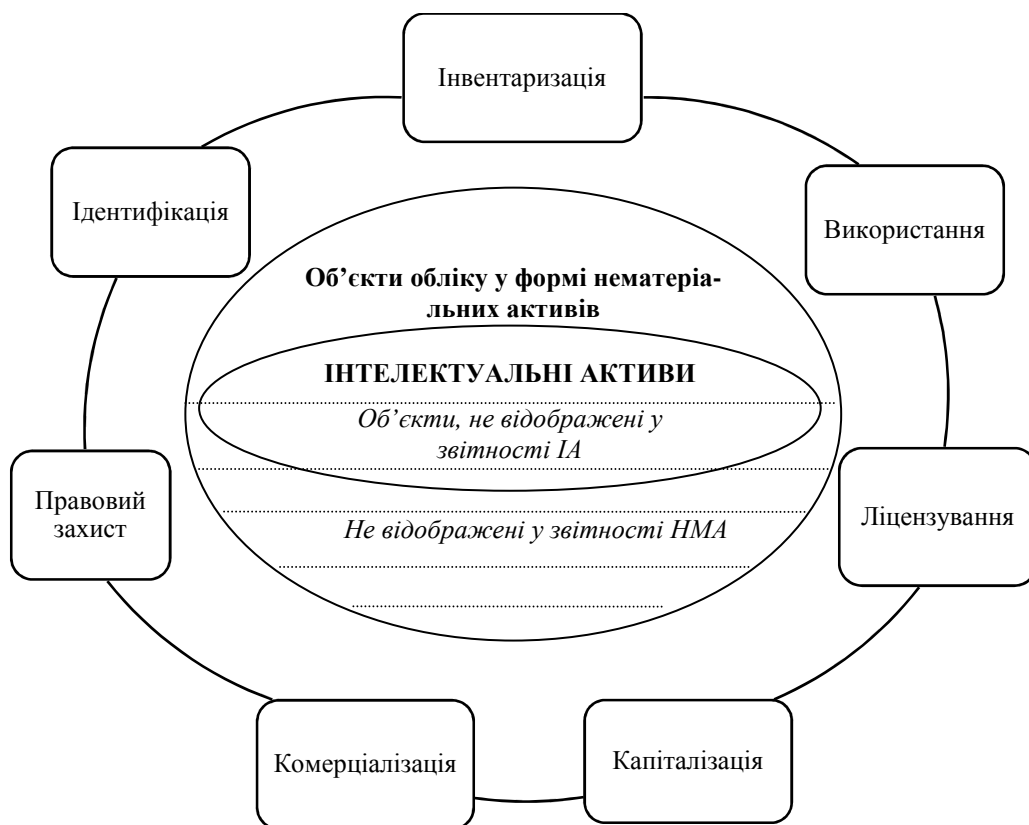 Інвентаризація
Ідентифікація
Використання
Об’єкти обліку у формі нематеріа-
льних активів
ІНТЕЛЕКТУАЛЬНІ АКТИВИ
Об’єкти, не відображені у
звітності ІА
Правовий
захист
Ліцензування
Не відображені у звітності НМА
Комерціалізація
Капіталізація